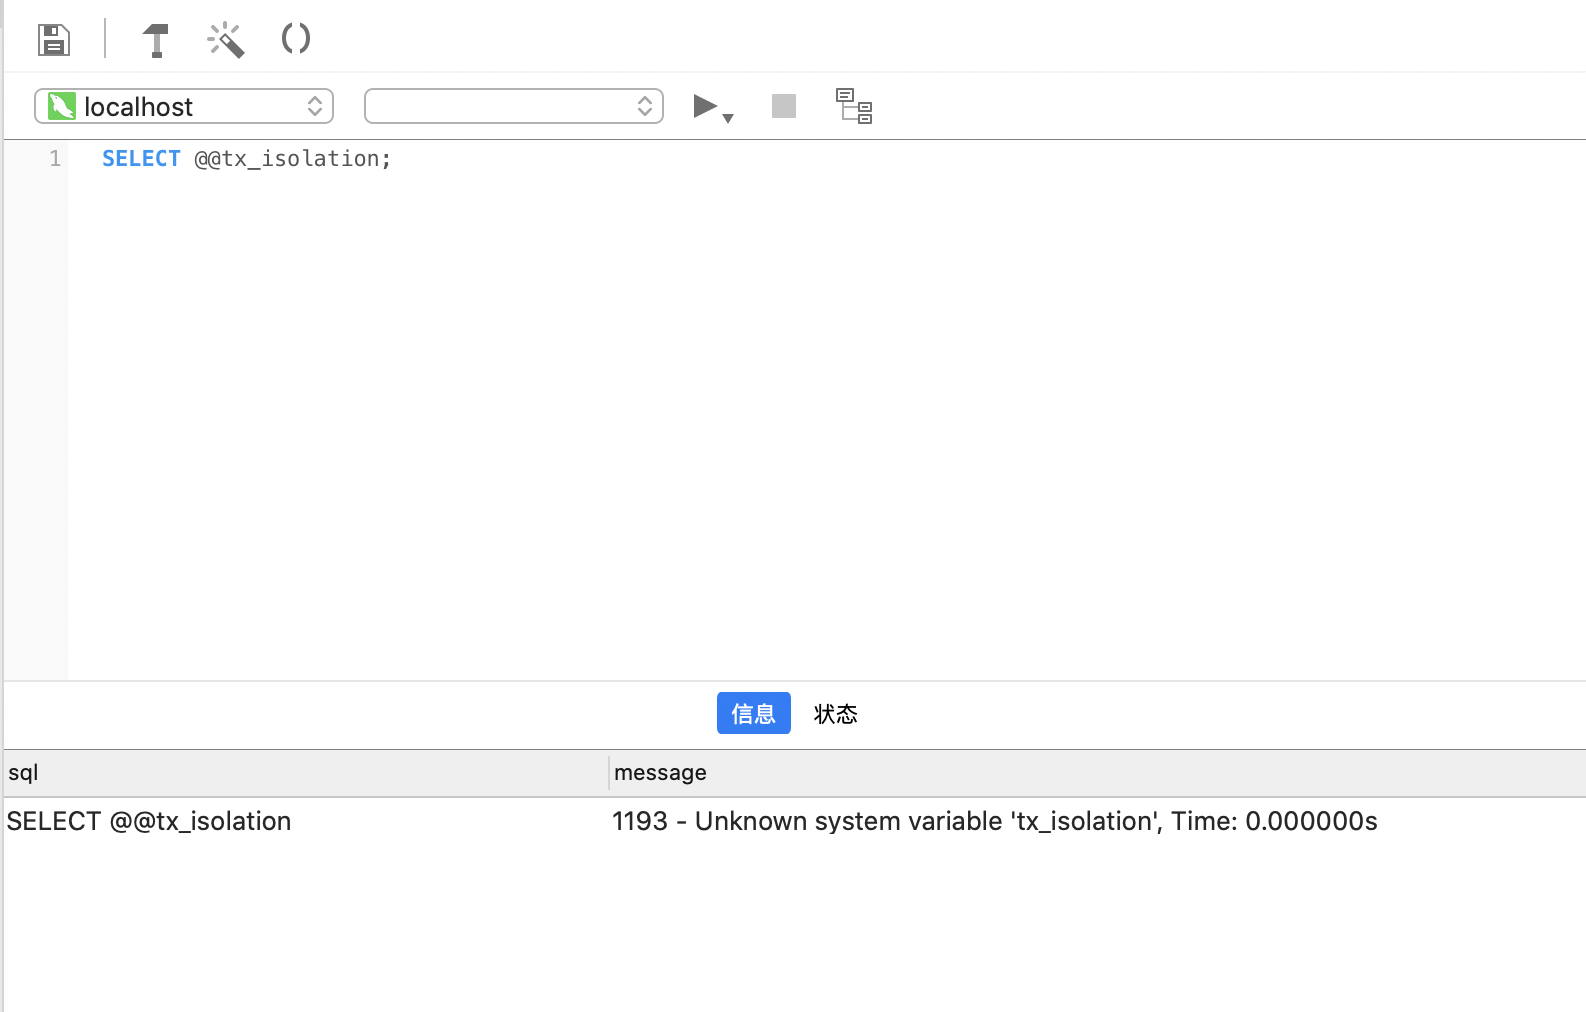 localhost
1 SELECT @@tx_isolation;
信息 状态
sql message
SELECT @@tx_isolation 1193 - Unknown system variable 'tx_isolation', Time: 0.000000s